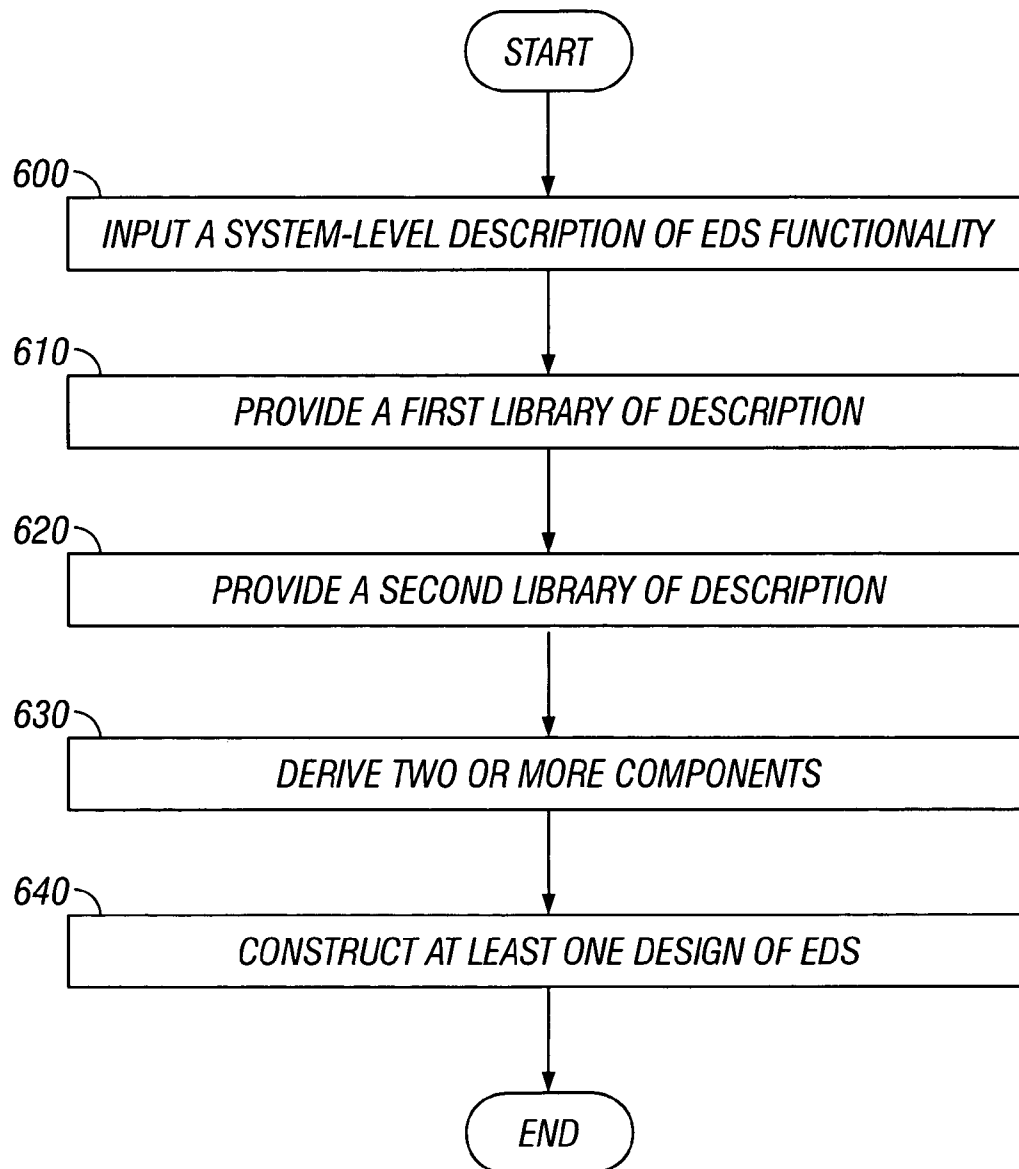 START
600
INPUT A SYSTEM-LEVEL DESCRIPTION OF EDS FUNCTIONALITY
610
PROVIDE A FIRST LIBRARY OF DESCRIPTION
620
PROVIDE A SECOND LIBRARY OF DESCRIPTION
630
DERIVE TWO OR MORE COMPONENTS
640
CONSTRUCT AT LEAST ONE DESIGN OF EDS
END